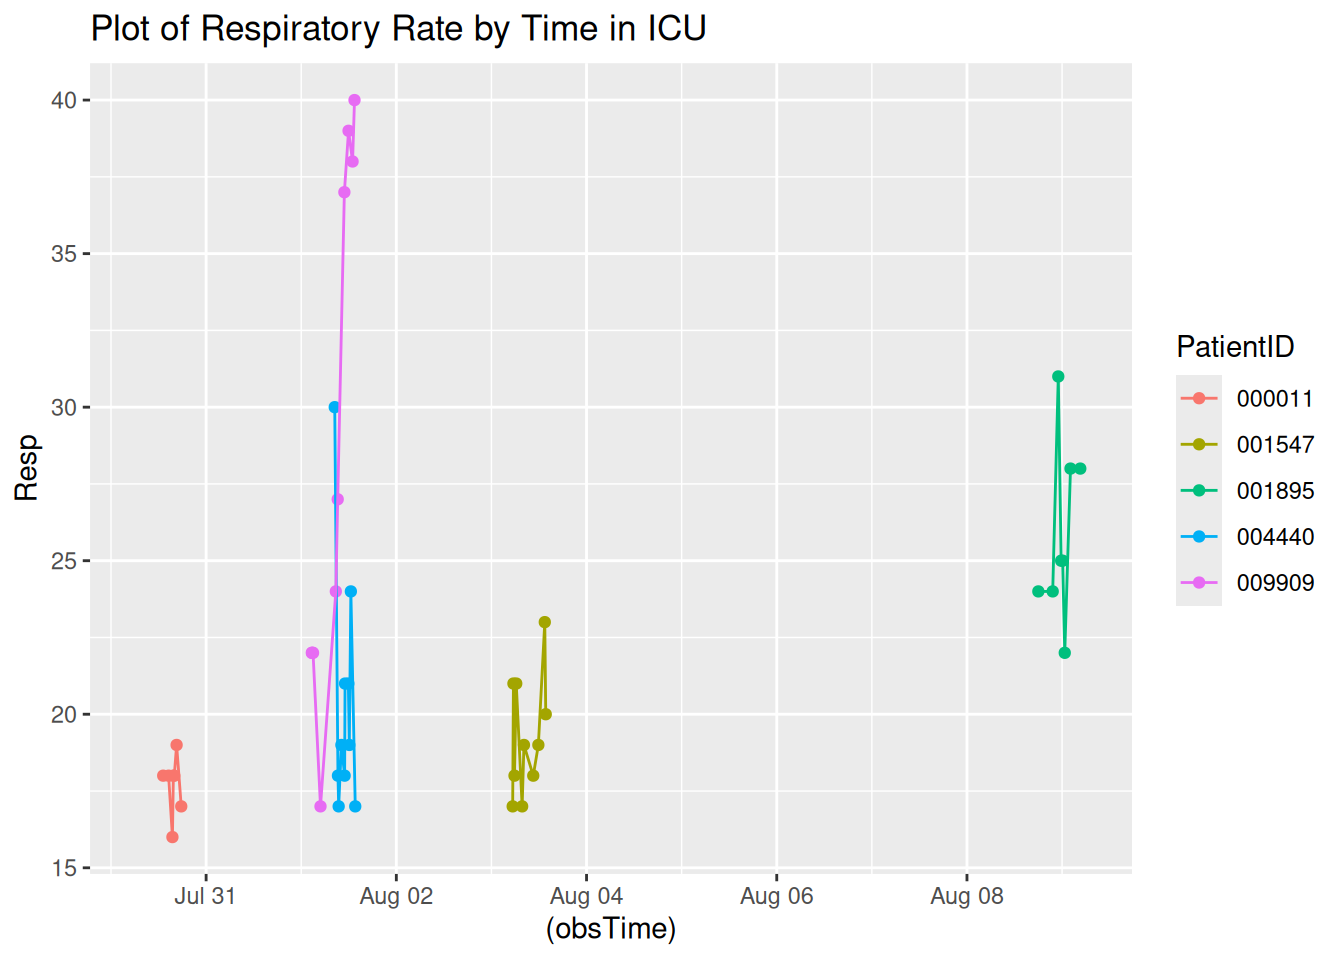 Plot of Respiratory Rate by Time in ICU
40
35
30
25
20
15
Resp
Jul 31
Aug 02
Aug 04
Aug 06
Aug 08
(obsTime)
PatientID
000011
001547
001895
004440
009909